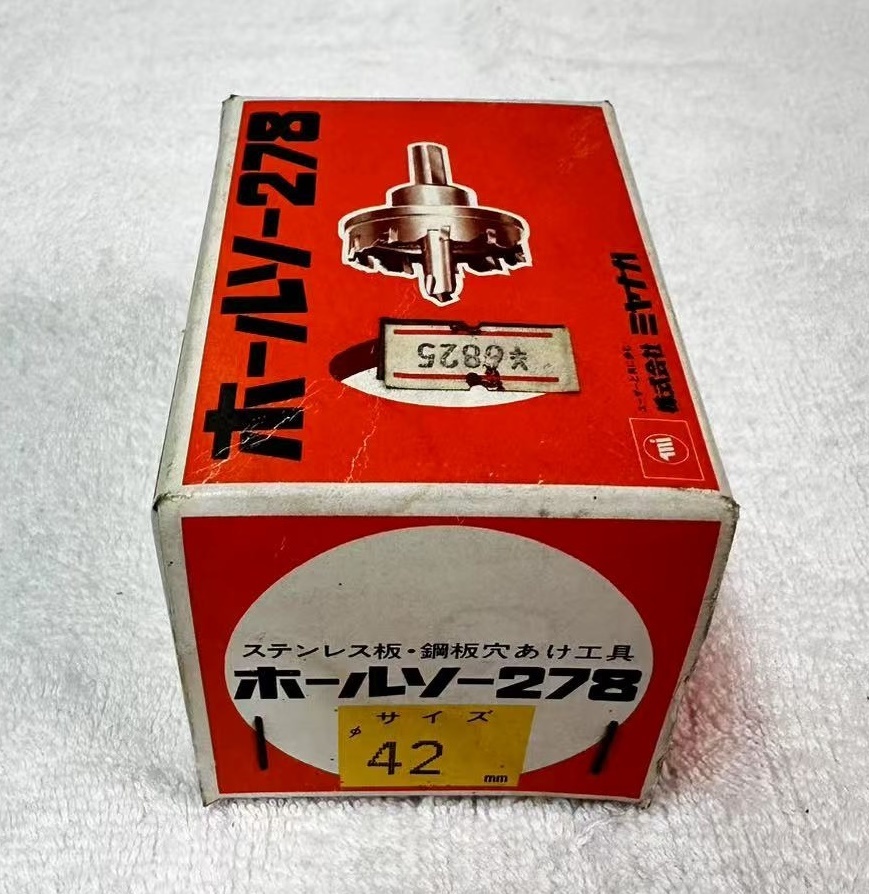 ホールソー278
¥6825
株式会社 ミヤナガ
ステンレス板・鋼板穴あけ工具
ホールソー278
サイズ
φ42mm